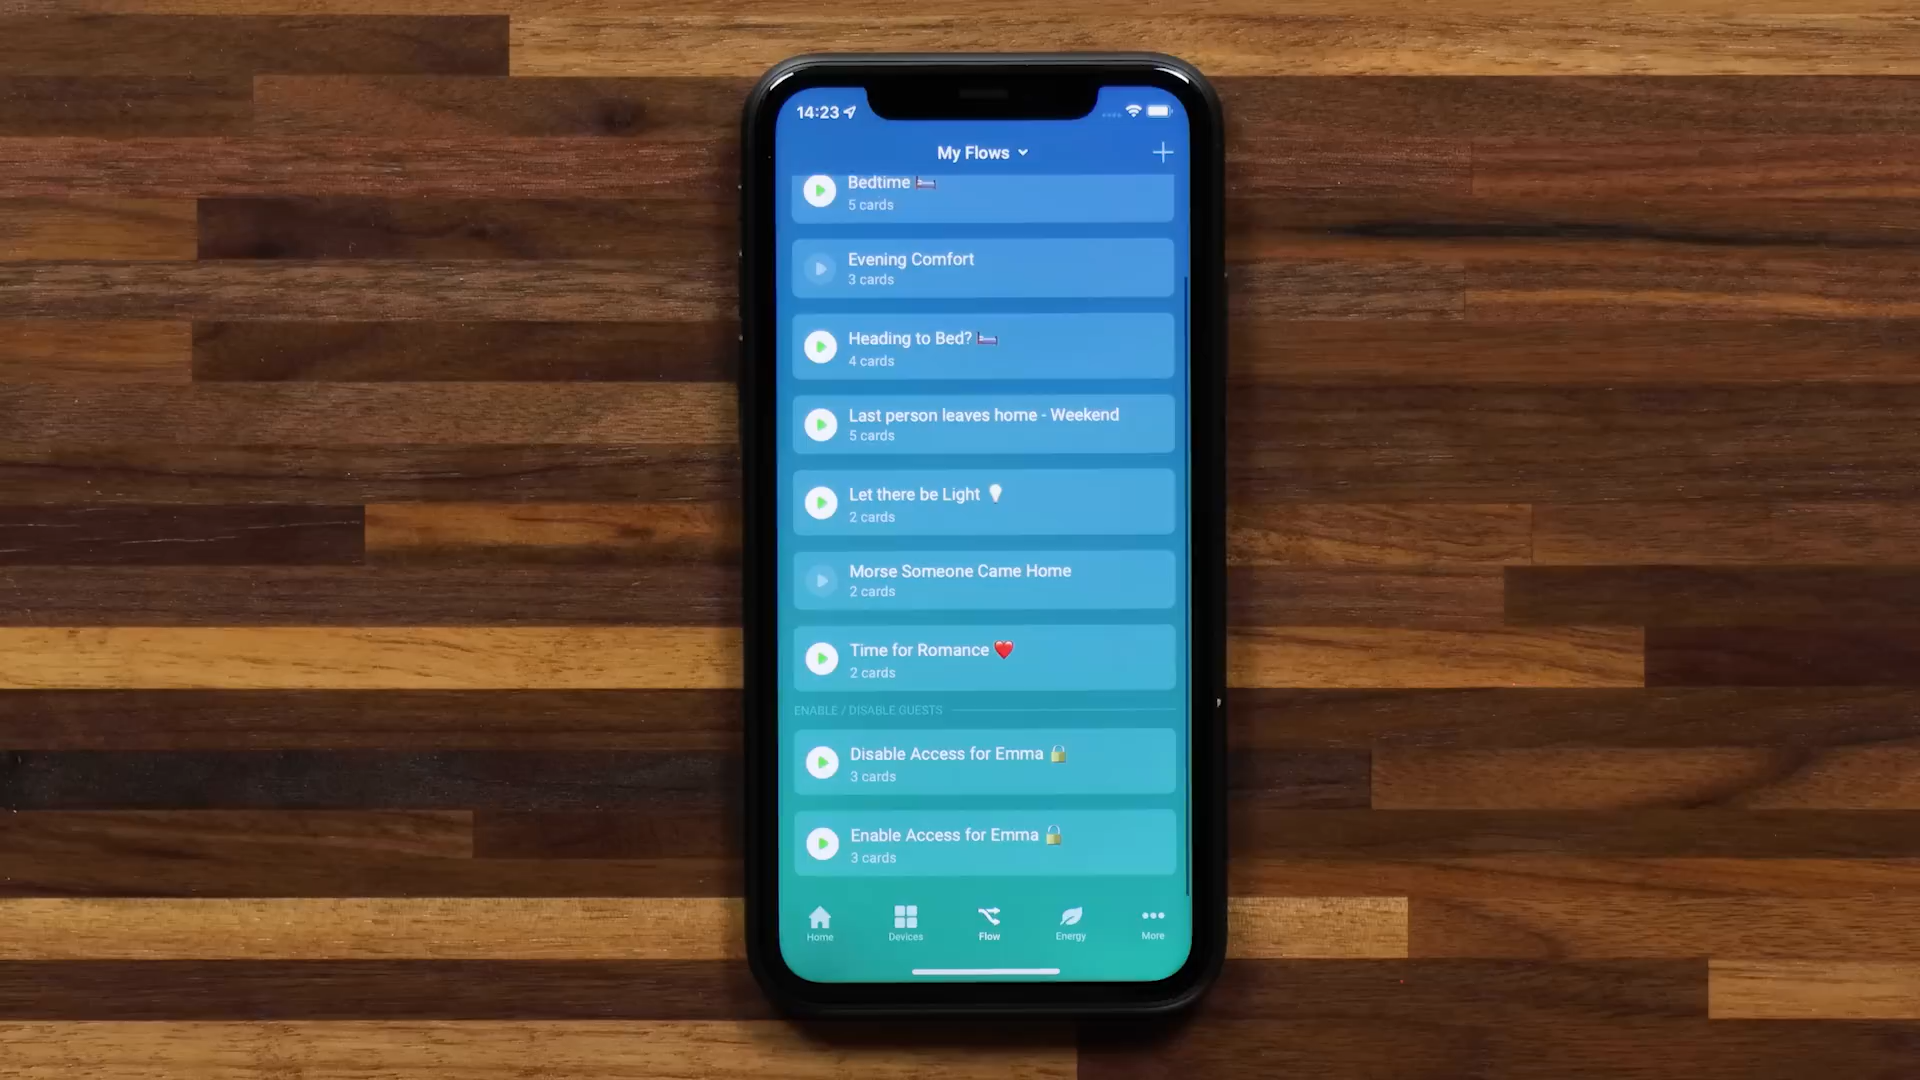 14:23
My Flows
Bedtime 🛏️
5 cards
Evening Comfort
3 cards
Heading to Bed? 🛏️
4 cards
Last person leaves home - Weekend
5 cards
Let there be Light 💡
2 cards
Morse Someone Came Home
2 cards
Time for Romance ❤️
2 cards
ENABLE / DISABLE GUESTS
Disable Access for Emma 🔒
3 cards
Enable Access for Emma 🔓
3 cards
Home Devices Flow Energy More